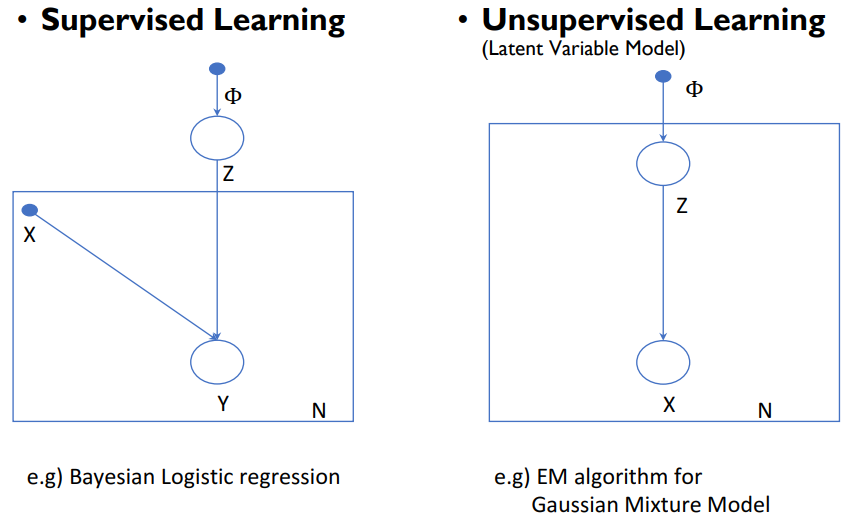 • Supervised Learning
Φ
Z
X
Y
N
e.g) Bayesian Logistic regression
• Unsupervised Learning
(Latent Variable Model)
Φ
Z
X
N
e.g) EM algorithm for
Gaussian Mixture Model